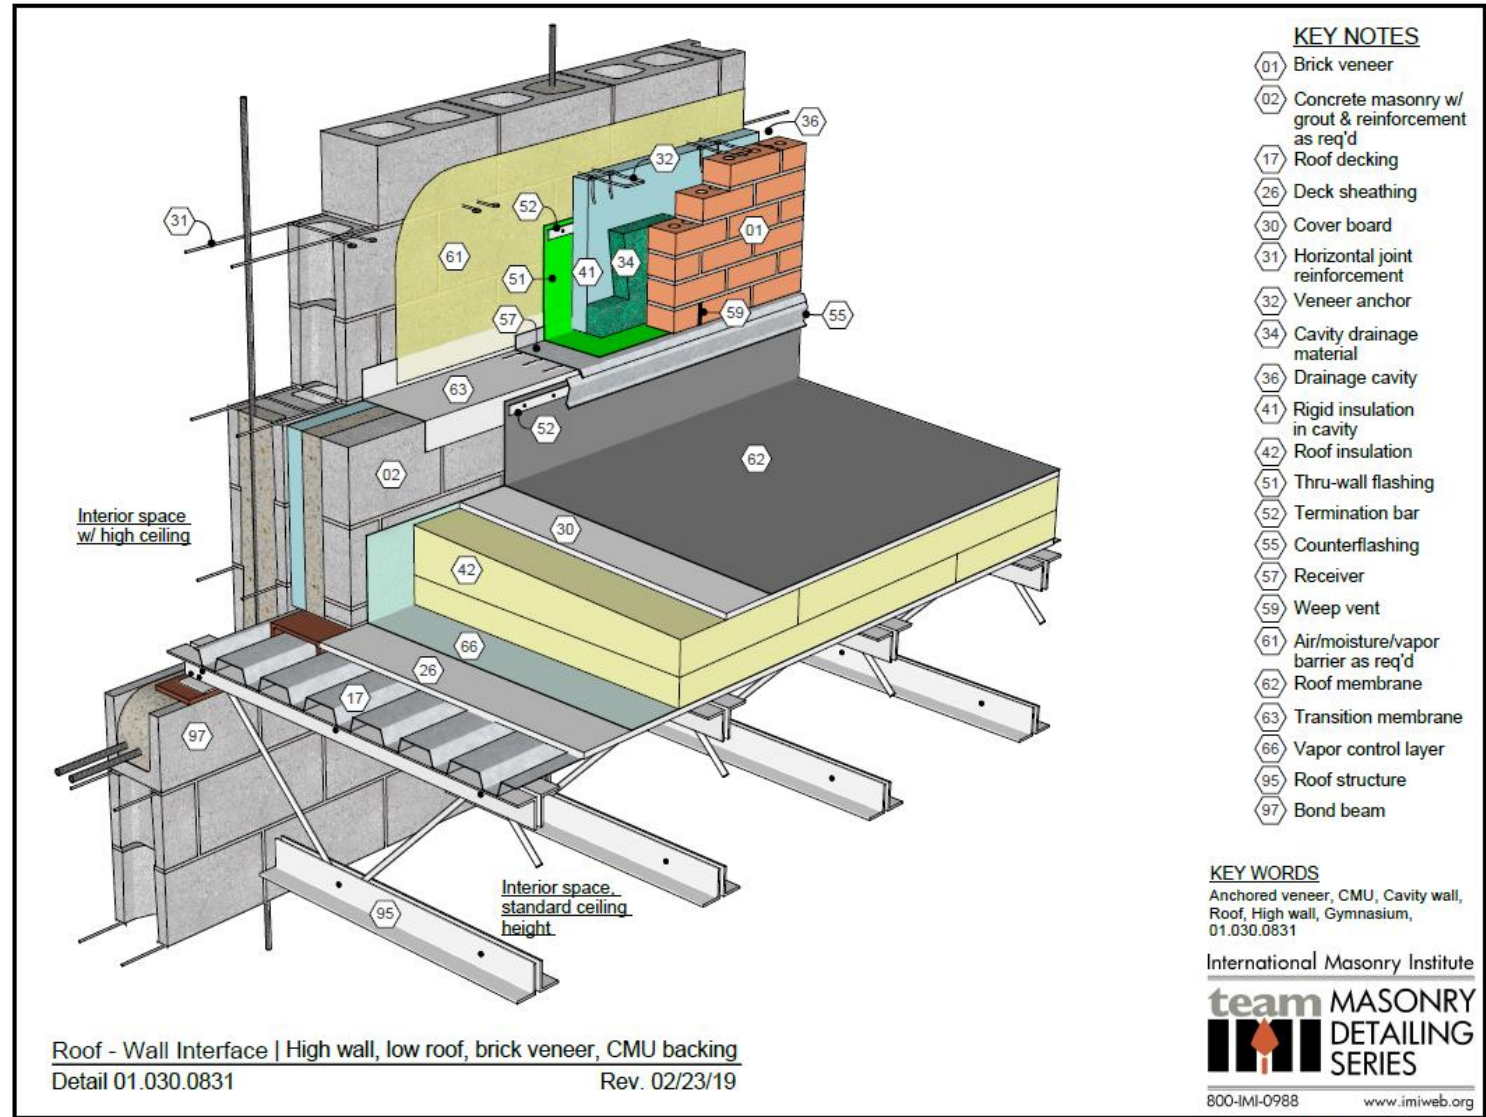 KEY NOTES
01 Brick veneer
02 Concrete masonry w/
grout & reinforcement
as req'd
17 Roof decking
26 Deck sheathing
30 Cover board
31 Horizontal joint
reinforcement
32 Veneer anchor
34 Cavity drainage
material
36 Drainage cavity
41 Rigid insulation
in cavity
42 Roof insulation
51 Thru-wall flashing
52 Termination bar
55 Counterflashing
57 Receiver
59 Weep vent
61 Air/moisture/vapor
barrier as req'd
62 Roof membrane
63 Transition membrane
66 Vapor control layer
95 Roof structure
97 Bond beam
36
32
52
31
01
61
34
41
51
59
55
57
63
52
62
02
Interior space
w/ high ceiling
30
42
66
26
17
97
Interior space,
standard ceiling
height
95
KEY WORDS
Anchored veneer, CMU, Cavity wall,
Roof, High wall, Gymnasium,
01.030.0831
International Masonry Institute
team MASONRY
IMI DETAILING
SERIES
800-IMI-0988 www.imiweb.org
Roof - Wall Interface | High wall, low roof, brick veneer, CMU backing
Detail 01.030.0831 Rev. 02/23/19